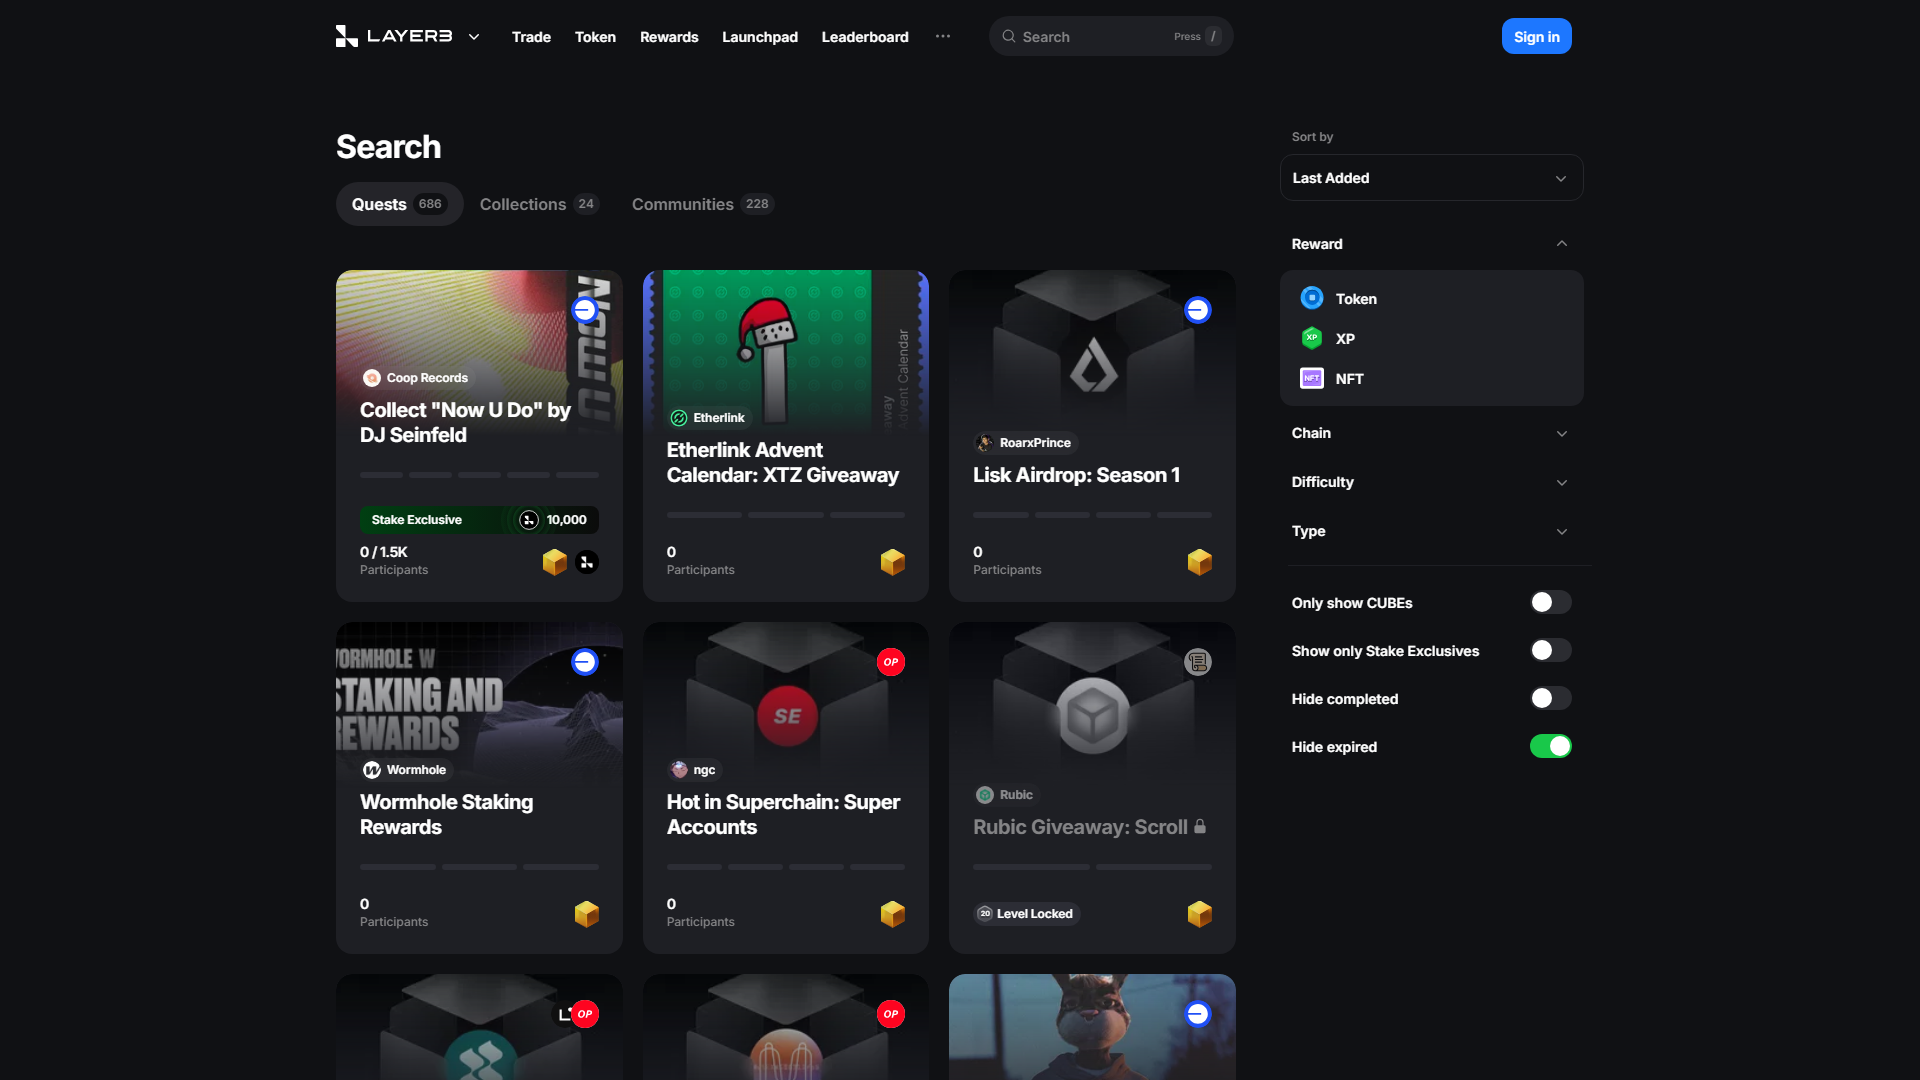 LAYER3
Trade
Token
Rewards
Launchpad
Leaderboard
Search
Press /
Sign in
Search
Quests 686
Collections 24
Communities 228
Coop Records
Collect "Now U Do" by
DJ Seinfeld
Stake Exclusive
10,000
0 / 1.5K
Participants
Advent Calendar
Etherlink
Etherlink Advent
Calendar: XTZ Giveaway
0
Participants
RoarxPrince
Lisk Airdrop: Season 1
0
Participants
WORMHOLE W
STAKING AND
REWARDS
Wormhole
Wormhole Staking
Rewards
0
Participants
OP
SE
ngc
Hot in Superchain: Super
Accounts
0
Participants
Rubic
Rubic Giveaway: Scroll
20 Level Locked
OP
OP
Sort by
Last Added
Reward
Token
XP XP
NFT NFT
Chain
Difficulty
Type
Only show CUBEs
Show only Stake Exclusives
Hide completed
Hide expired